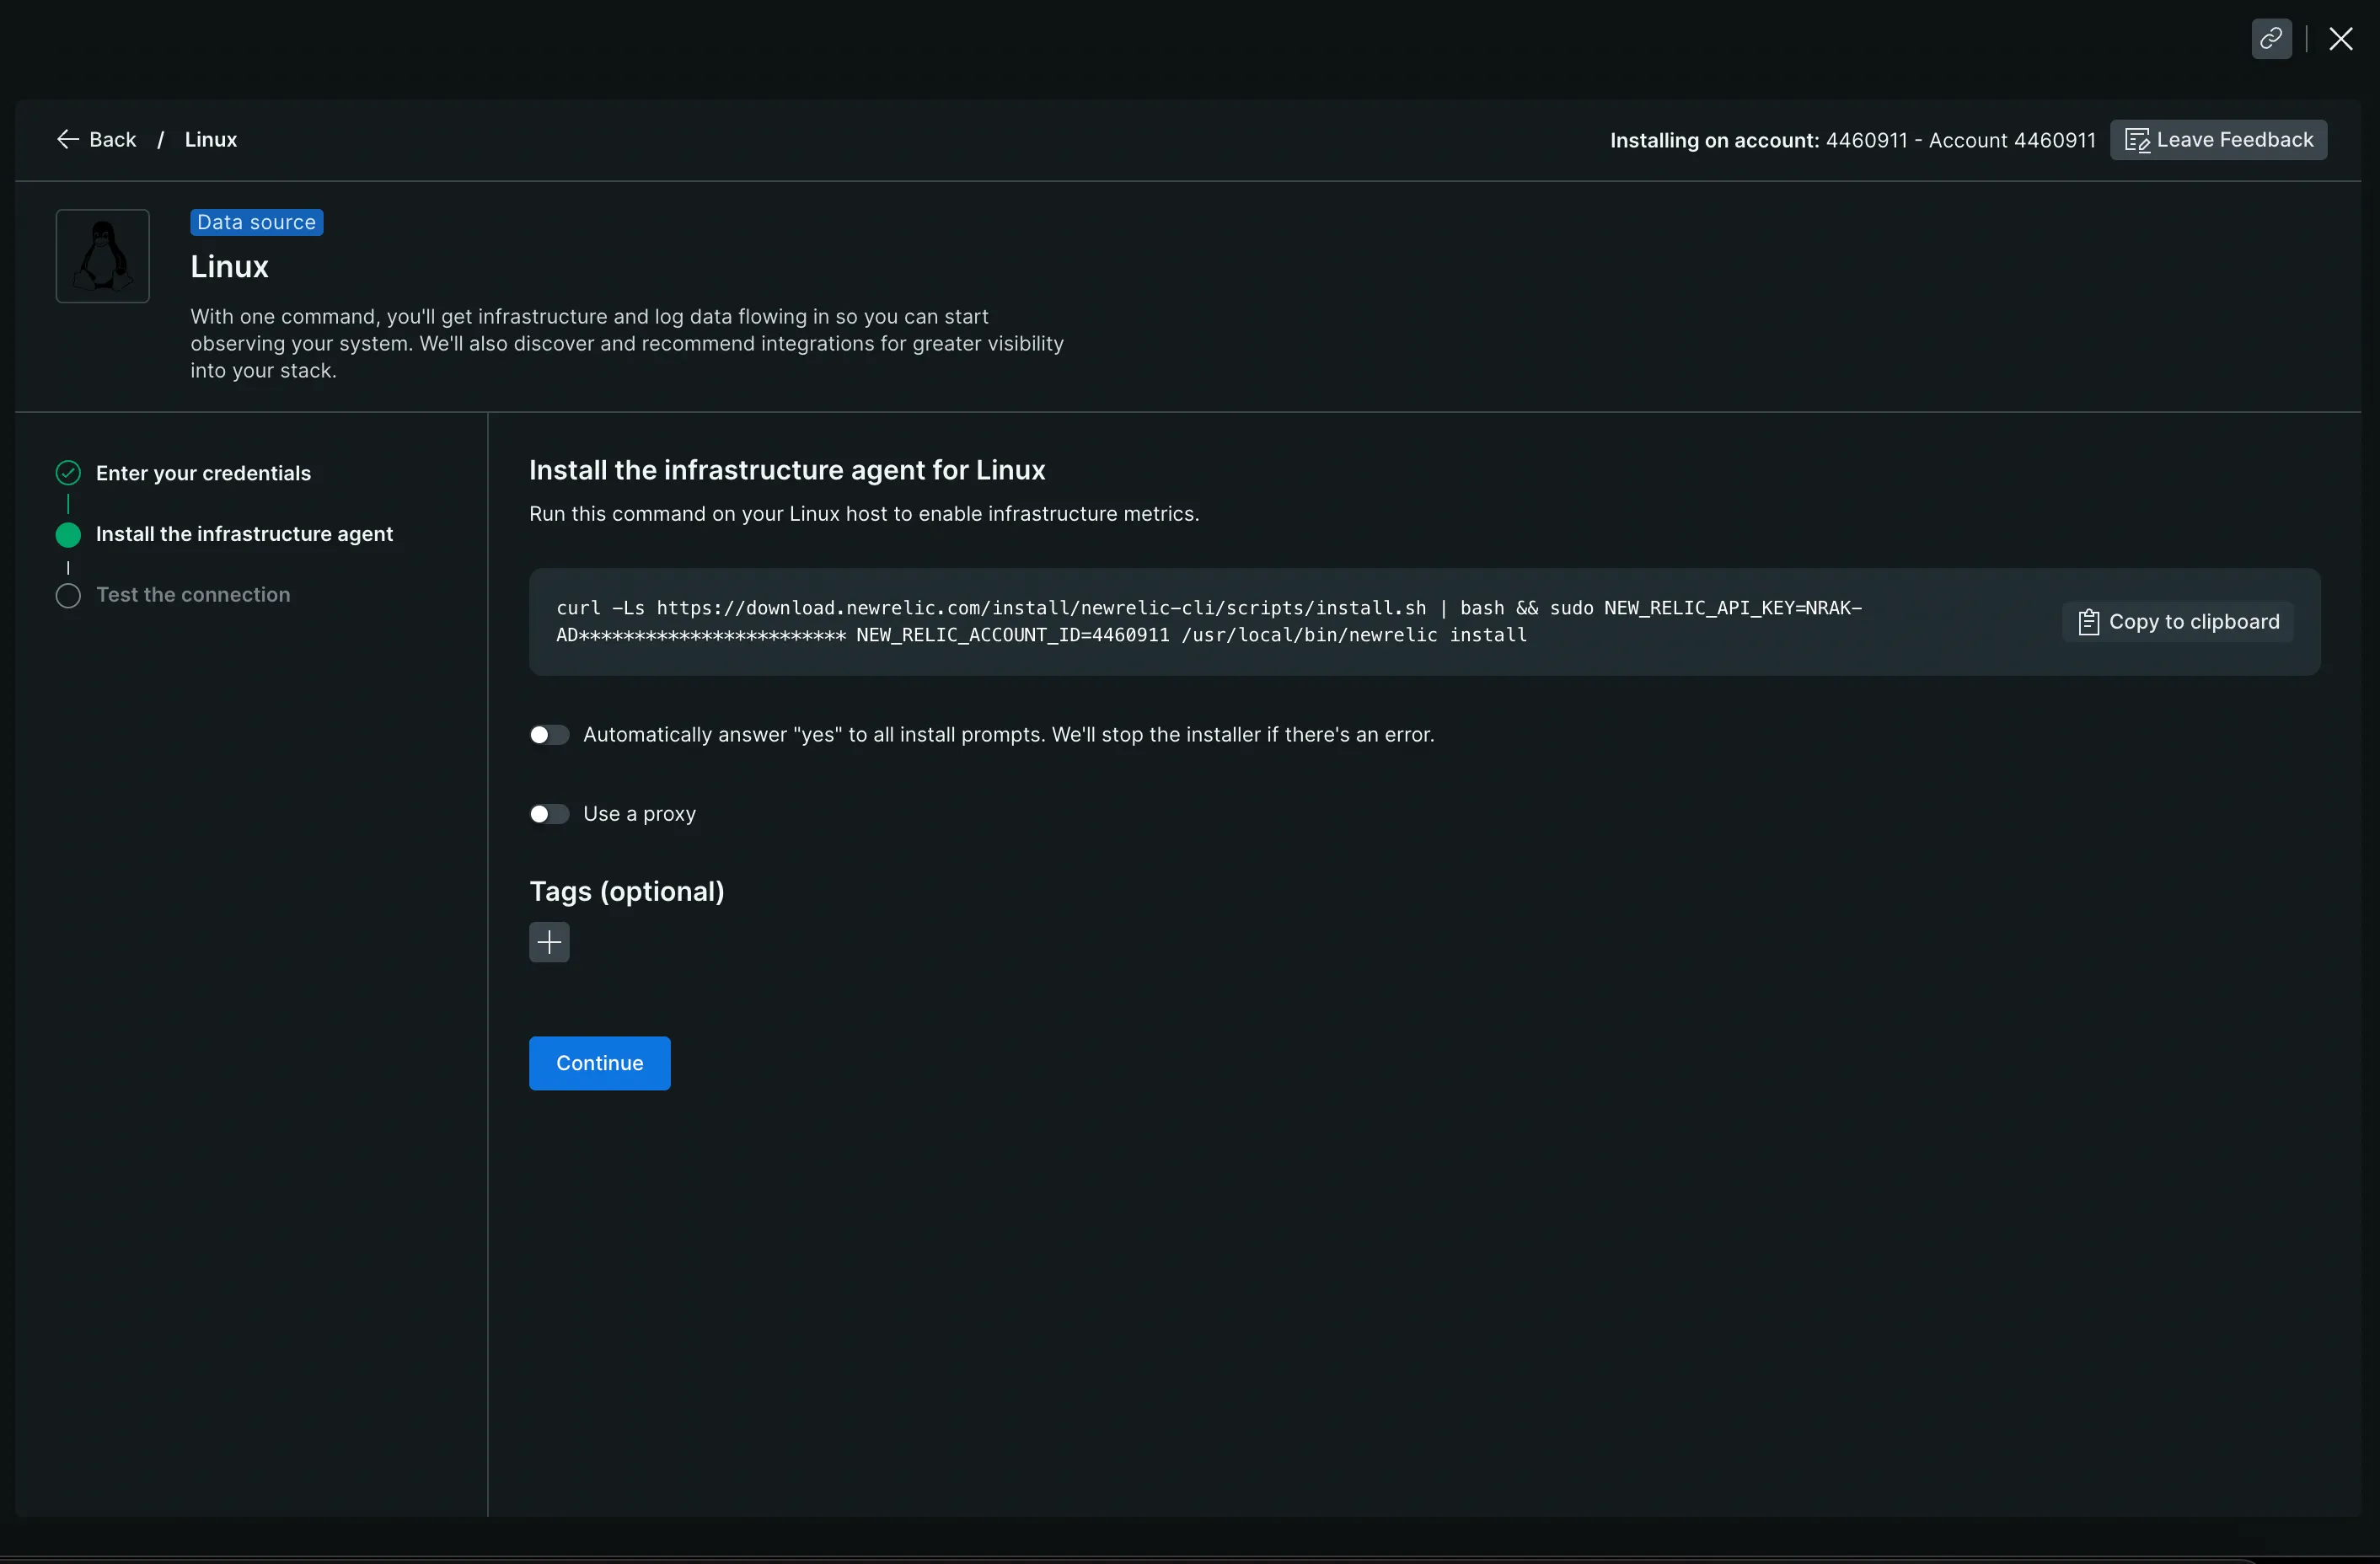 Back / Linux
Installing on account: 4460911 - Account 4460911
Leave Feedback
Data source
Linux
With one command, you'll get infrastructure and log data flowing in so you can start
observing your system. We'll also discover and recommend integrations for greater visibility
into your stack.
Enter your credentials
Install the infrastructure agent
Test the connection
Install the infrastructure agent for Linux
Run this command on your Linux host to enable infrastructure metrics.
curl -Ls https://download.newrelic.com/install/newrelic-cli/scripts/install.sh | bash && sudo NEW_RELIC_API_KEY=NRAK-
AD************************ NEW_RELIC_ACCOUNT_ID=4460911 /usr/local/bin/newrelic install
Copy to clipboard
Automatically answer "yes" to all install prompts. We'll stop the installer if there's an error.
Use a proxy
Tags (optional)
Continue